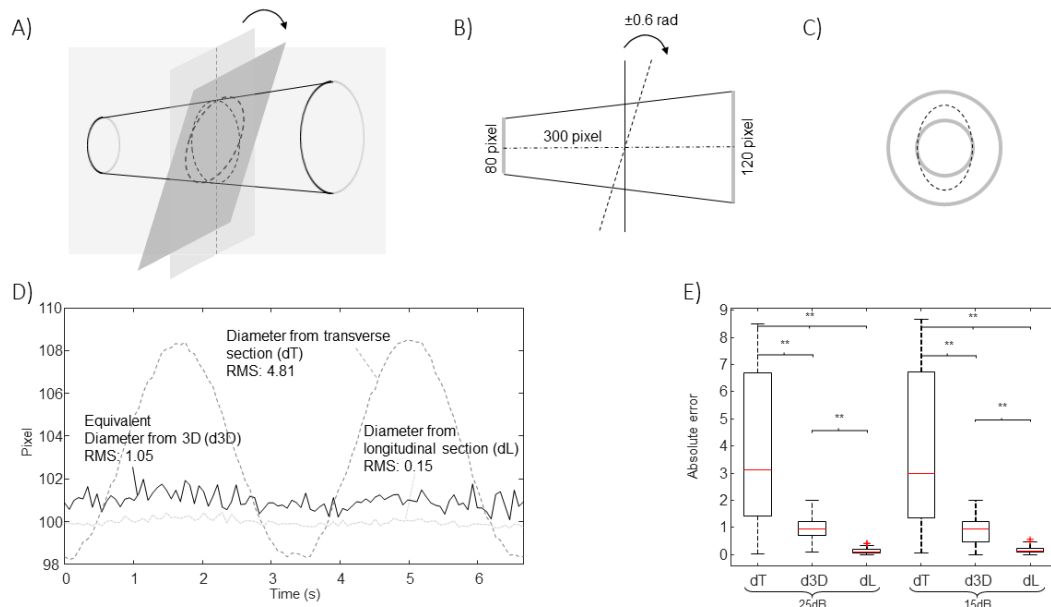 A)
B)
±0.6 rad
80 pixel
300 pixel
120 pixel
C)
D)
110
108
106
104
102
100
98
Pixel
Diameter from transverse
section (dT)
RMS: 4.81
Equivalent
Diameter from 3D (d3D)
RMS: 1.05
Diameter from
longitudinal section (dL)
RMS: 0.15
0 1 2 3 4 5 6
Time (s)
E)
9
8
7
6
5
4
3
2
1
0
Absolute error
**
**
**
**
**
**
dT d3D dL dT d3D dL
25dB 15dB